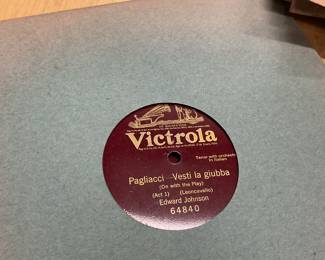 Victrola
Tenor with orchestra
In Italian
Pagliacci—Vesti la giubba
(On with the Play)
(Act 1) (Leoncavallo)
Edward Johnson
64840